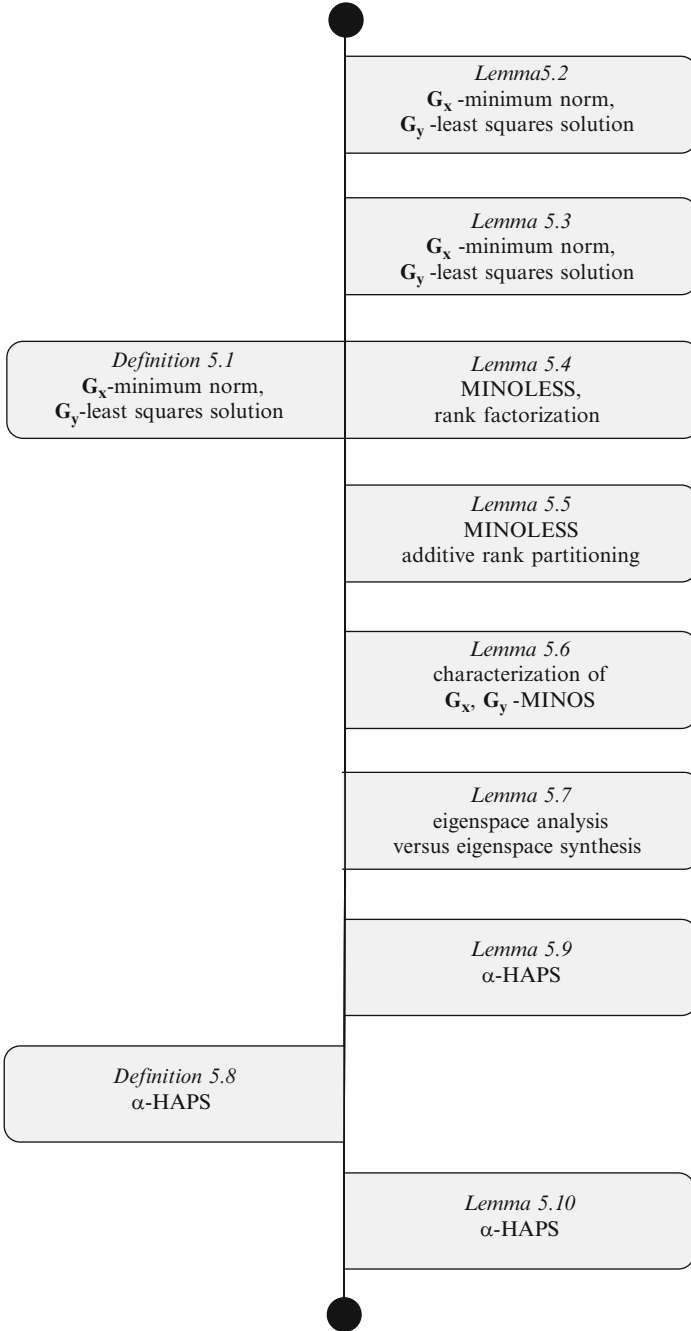 Lemma5.2
Gx -minimum norm,
Gy -least squares solution
Lemma 5.3
Gx -minimum norm,
Gy -least squares solution
Definition 5.1
Gx-minimum norm,
Gy-least squares solution
Lemma 5.4
MINOLESS,
rank factorization
Lemma 5.5
MINOLESS
additive rank partitioning
Lemma 5.6
characterization of
Gx, Gy -MINOS
Lemma 5.7
eigenspace analysis
versus eigenspace synthesis
Lemma 5.9
α-HAPS
Definition 5.8
α-HAPS
Lemma 5.10
α-HAPS